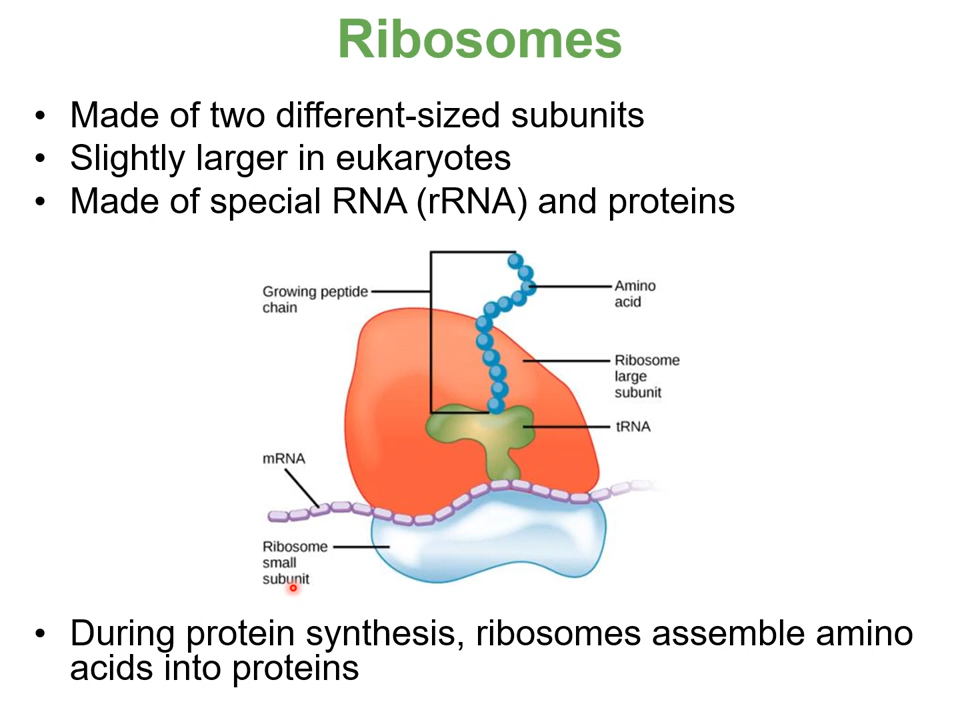 Ribosomes
• Made of two different-sized subunits
• Slightly larger in eukaryotes
• Made of special RNA (rRNA) and proteins
Growing peptide
chain
Amino
acid
Ribosome
large
subunit
tRNA
mRNA
Ribosome
small
subunit
• During protein synthesis, ribosomes assemble amino
acids into proteins